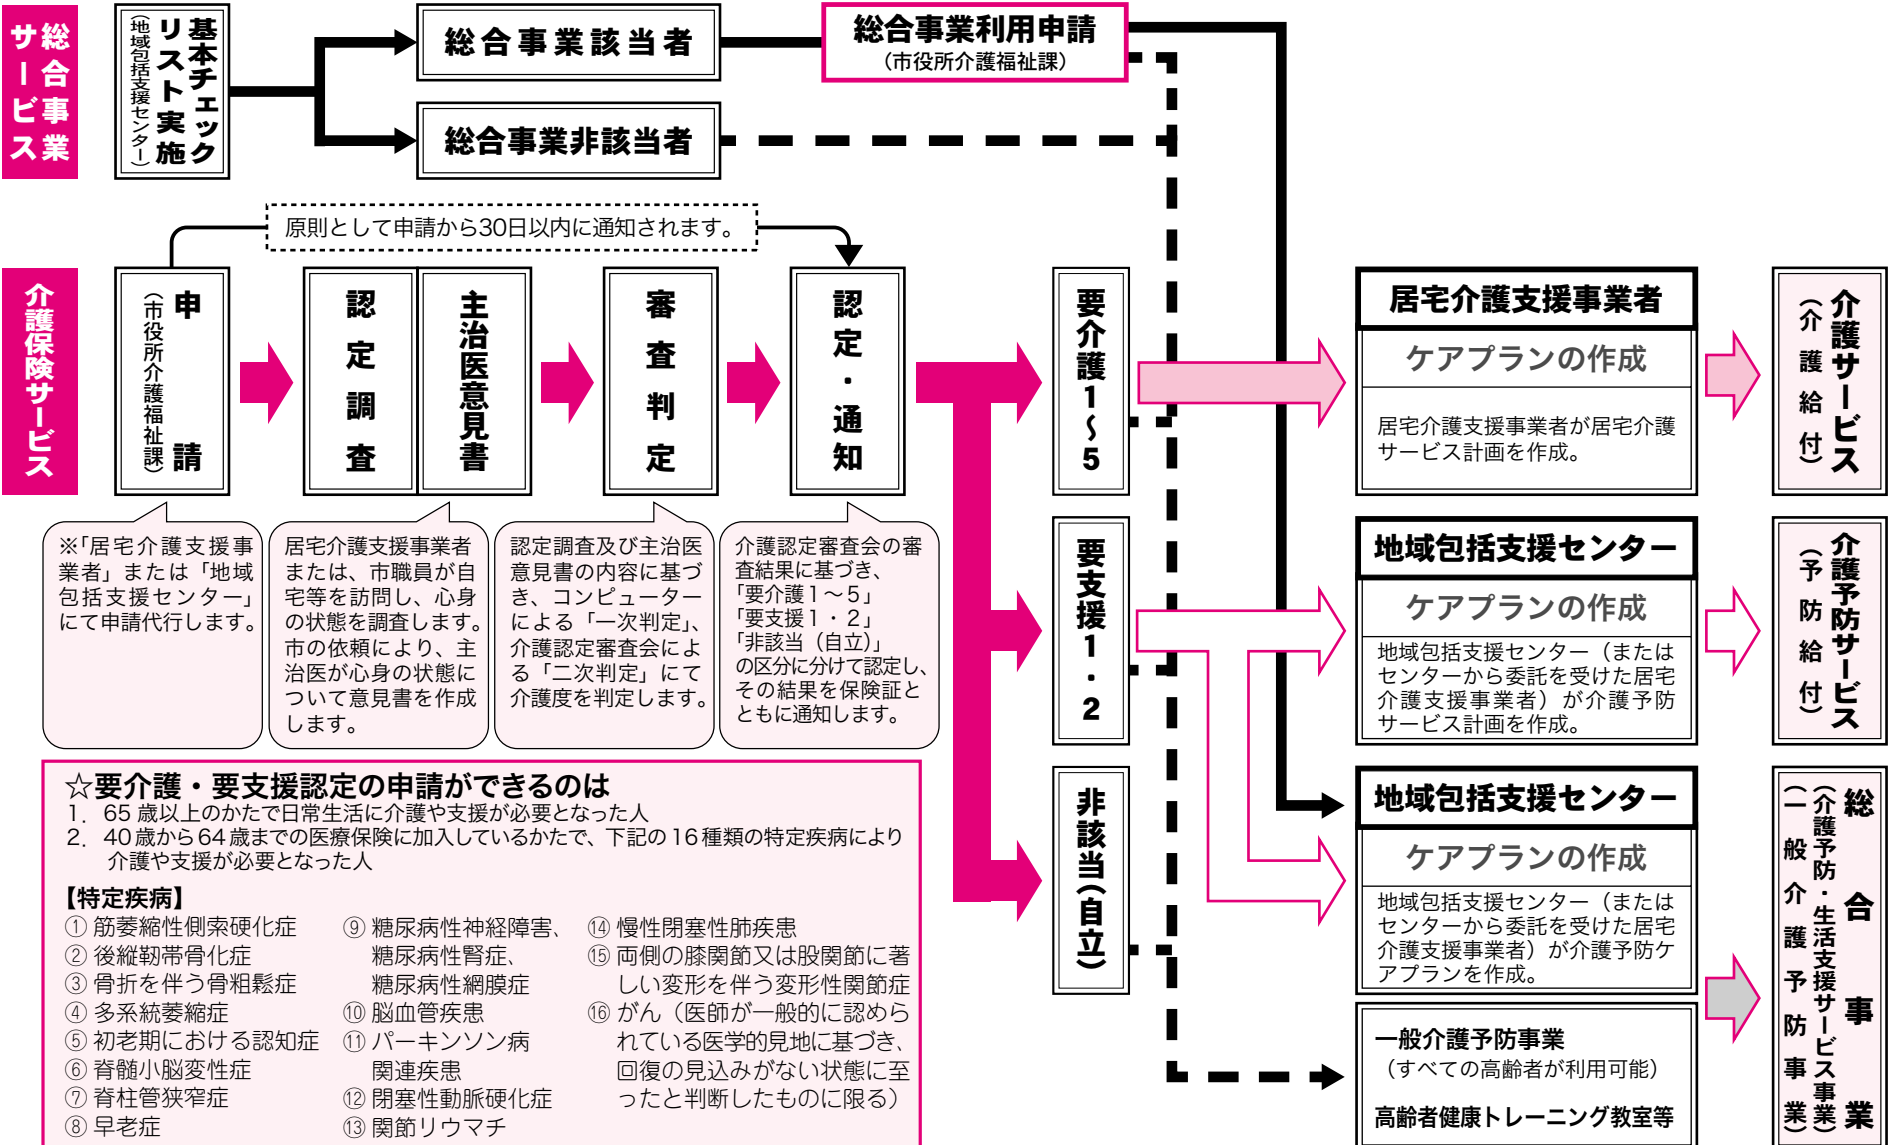 総合事業
サービス
基本チェック
リスト実施
（地域包括支援センター）
総合事業該当者
総合事業利用申請
（市役所介護福祉課）
総合事業非該当者
原則として申請から30日以内に通知されます。
介護保険サービス
申請
（市役所介護福祉課）
認定調査
主治医意見書
審査判定
認定・通知
要介護1〜5
居宅介護支援事業者
ケアプランの作成
居宅介護支援事業者が居宅介護
サービス計画を作成。
介護サービス
（介護給付）
※「居宅介護支援事
業者」または「地域
包括支援センター」
にて申請代行します。
居宅介護支援事業者
または、市職員が自
宅等を訪問し、心身
の状態を調査します。
市の依頼により、主
治医が心身の状態に
ついて意見書を作成
します。
認定調査及び主治医
意見書の内容に基づ
き、コンピューター
による「一次判定」、
介護認定審査会によ
る「二次判定」にて
介護度を判定します。
介護認定審査会の審
査結果に基づき、
「要介護１～５」
「要支援１・２」
「非該当（自立）」
の区分に分けて認定し、
その結果を保険証と
ともに通知します。
要支援1・2
地域包括支援センター
ケアプランの作成
地域包括支援センター（または
センターから委託を受けた居宅
介護支援事業者）が介護予防
サービス計画を作成。
介護予防サービス
（予防給付）
非該当（自立）
地域包括支援センター
ケアプランの作成
地域包括支援センター（または
センターから委託を受けた居宅
介護支援事業者）が介護予防ケ
アプランを作成。
一般介護予防事業
（すべての高齢者が利用可能）
高齢者健康トレーニング教室等
総合事業
（介護予防・生活支援サービス事業）
（一般介護予防事業）
☆要介護・要支援認定の申請ができるのは
1．65歳以上のかたで日常生活に介護や支援が必要となった人
2．40歳から64歳までの医療保険に加入しているかたで、下記の16種類の特定疾病により
介護や支援が必要となった人
【特定疾病】
① 筋萎縮性側索硬化症
② 後縦靭帯骨化症
③ 骨折を伴う骨粗鬆症
④ 多系統萎縮症
⑤ 初老期における認知症
⑥ 脊髄小脳変性症
⑦ 脊柱管狭窄症
⑧ 早老症
⑨ 糖尿病性神経障害、
糖尿病性腎症、
糖尿病性網膜症
⑩ 脳血管疾患
⑪ パーキンソン病
関連疾患
⑫ 閉塞性動脈硬化症
⑬ 関節リウマチ
⑭ 慢性閉塞性肺疾患
⑮ 両側の膝関節又は股関節に著
しい変形を伴う変形性関節症
⑯ がん（医師が一般的に認めら
れている医学的見地に基づき、
回復の見込みがない状態に至
ったと判断したものに限る）